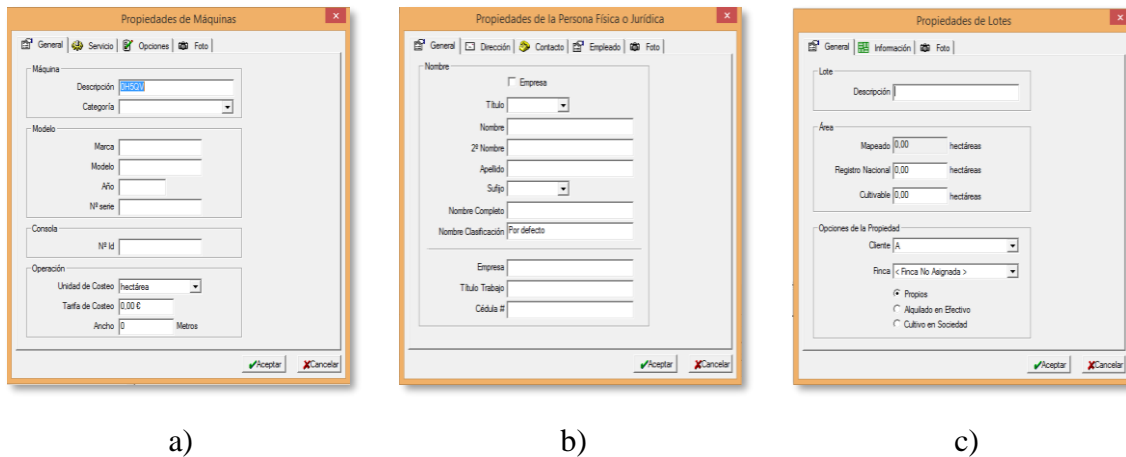 Propiedades de Máquinas
x
General
Servicio
Opciones
Foto
Máquina
Descripción
Categoría
Modelo
Marca
Modelo
Año
Nº serie
Consola
Nº Id
Operación
Unidad de Costeo hectárea
Tarifa de Costeo 0,00 €
Ancho 0 Metros
Aceptar
Cancelar
a)
Propiedades de la Persona Física o Jurídica
x
General
Dirección
Contacto
Empleado
Foto
Nombre
Empresa
Título
Nombre
2º Nombre
Apellido
Sufijo
Nombre Completo
Nombre Clasificación Por defecto
Empresa
Título Trabajo
Cédula #
Aceptar
Cancelar
b)
Propiedades de Lotes
x
General
Información
Foto
Lote
Descripción
Área
Mapeado 0,00 hectáreas
Registro Nacional 0,00 hectáreas
Cultivable 0,00 hectáreas
Opciones de la Propiedad
Cliente A
Finca < Finca No Asignada >
Propios
Alquilado en Efectivo
Cultivo en Sociedad
Aceptar
Cancelar
c)